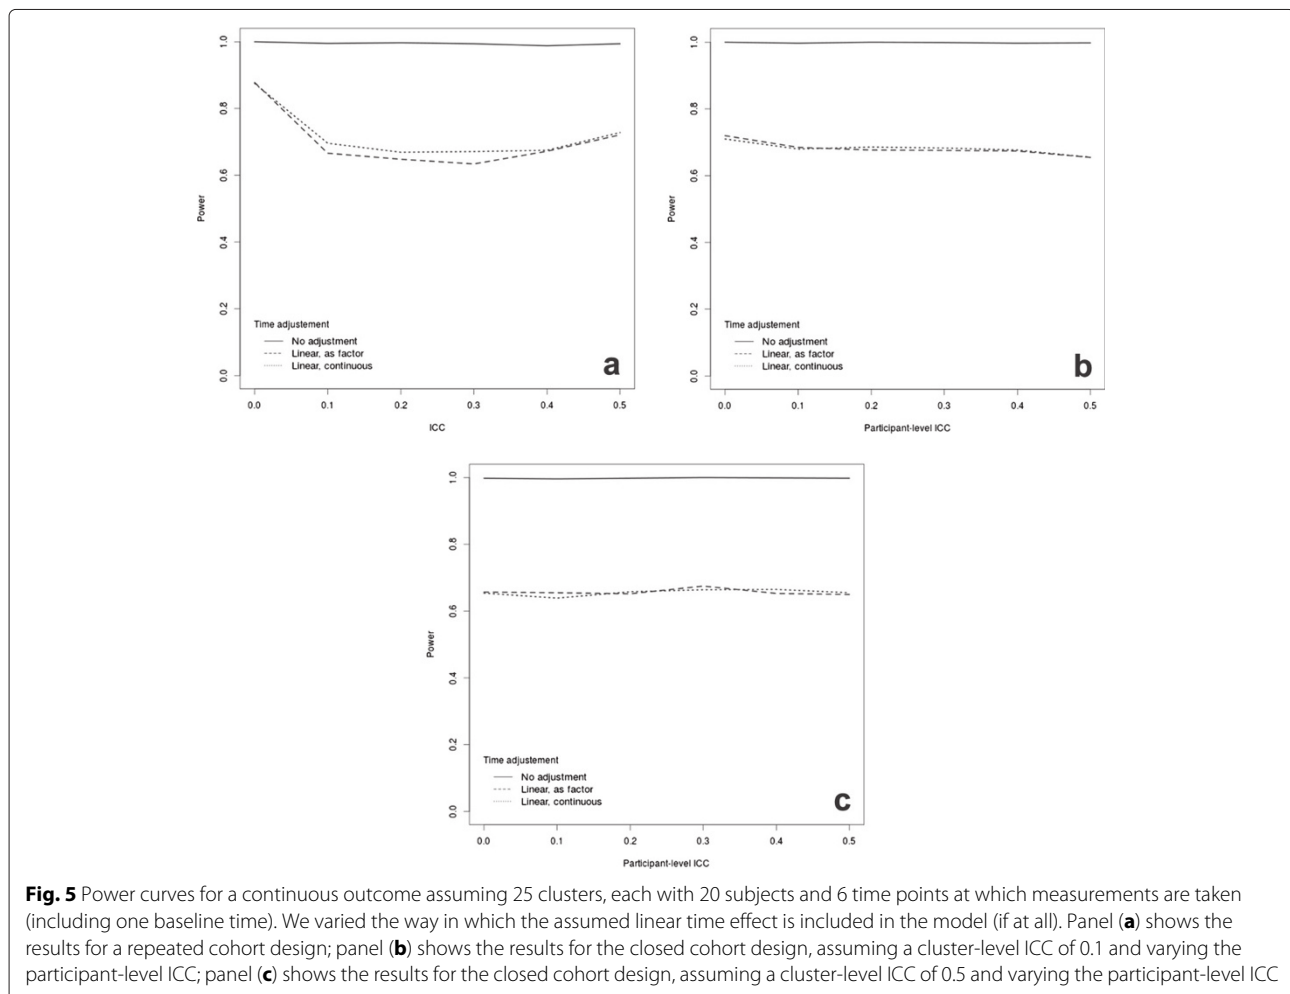 1.0
0.8
0.6
0.4
0.2
0.0
Power
Time adjustement
No adjustment
Linear, as factor
Linear, continuous
a
0.0 0.1 0.2 0.3 0.4 0.5
ICC
1.0
0.8
0.6
0.4
0.2
0.0
Power
Time adjustement
No adjustment
Linear, as factor
Linear, continuous
b
0.0 0.1 0.2 0.3 0.4 0.5
Participant-level ICC
1.0
0.8
0.6
0.4
0.2
0.0
Power
Time adjustement
No adjustment
Linear, as factor
Linear, continuous
c
0.0 0.1 0.2 0.3 0.4 0.5
Participant-level ICC
Fig. 5 Power curves for a continuous outcome assuming 25 clusters, each with 20 subjects and 6 time points at which measurements are taken
(including one baseline time). We varied the way in which the assumed linear time effect is included in the model (if at all). Panel (a) shows the
results for a repeated cohort design; panel (b) shows the results for the closed cohort design, assuming a cluster-level ICC of 0.1 and varying the
participant-level ICC; panel (c) shows the results for the closed cohort design, assuming a cluster-level ICC of 0.5 and varying the participant-level ICC